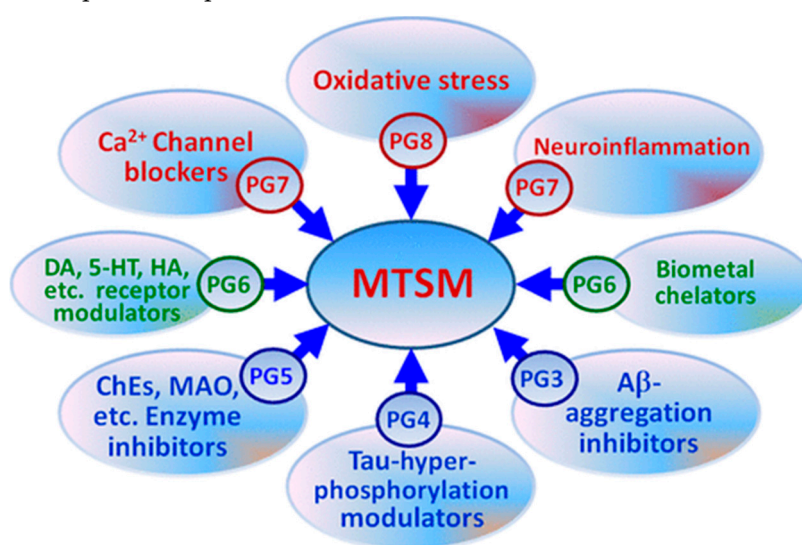 Oxidative stress
PG8
Ca²⁺ Channel
blockers
PG7
Neuroinflammation
PG7
DA, 5-HT, HA,
etc. receptor
modulators
PG6
MTSM
PG6
Biometal
chelators
ChEs, MAO,
etc. Enzyme
inhibitors
PG5
PG4
Tau-hyper-
phosphorylation
modulators
PG3
Aβ-
aggregation
inhibitors